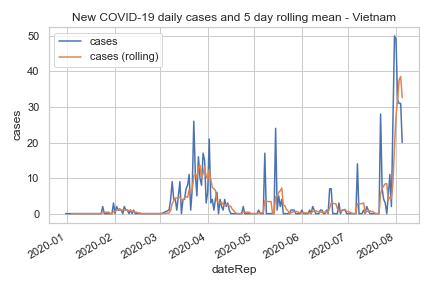 New COVID-19 daily cases and 5 day rolling mean - Vietnam
cases
cases (rolling)
50
40
30
20
10
0
cases
2020-01
2020-02
2020-03
2020-04
2020-05
2020-06
2020-07
2020-08
dateRep